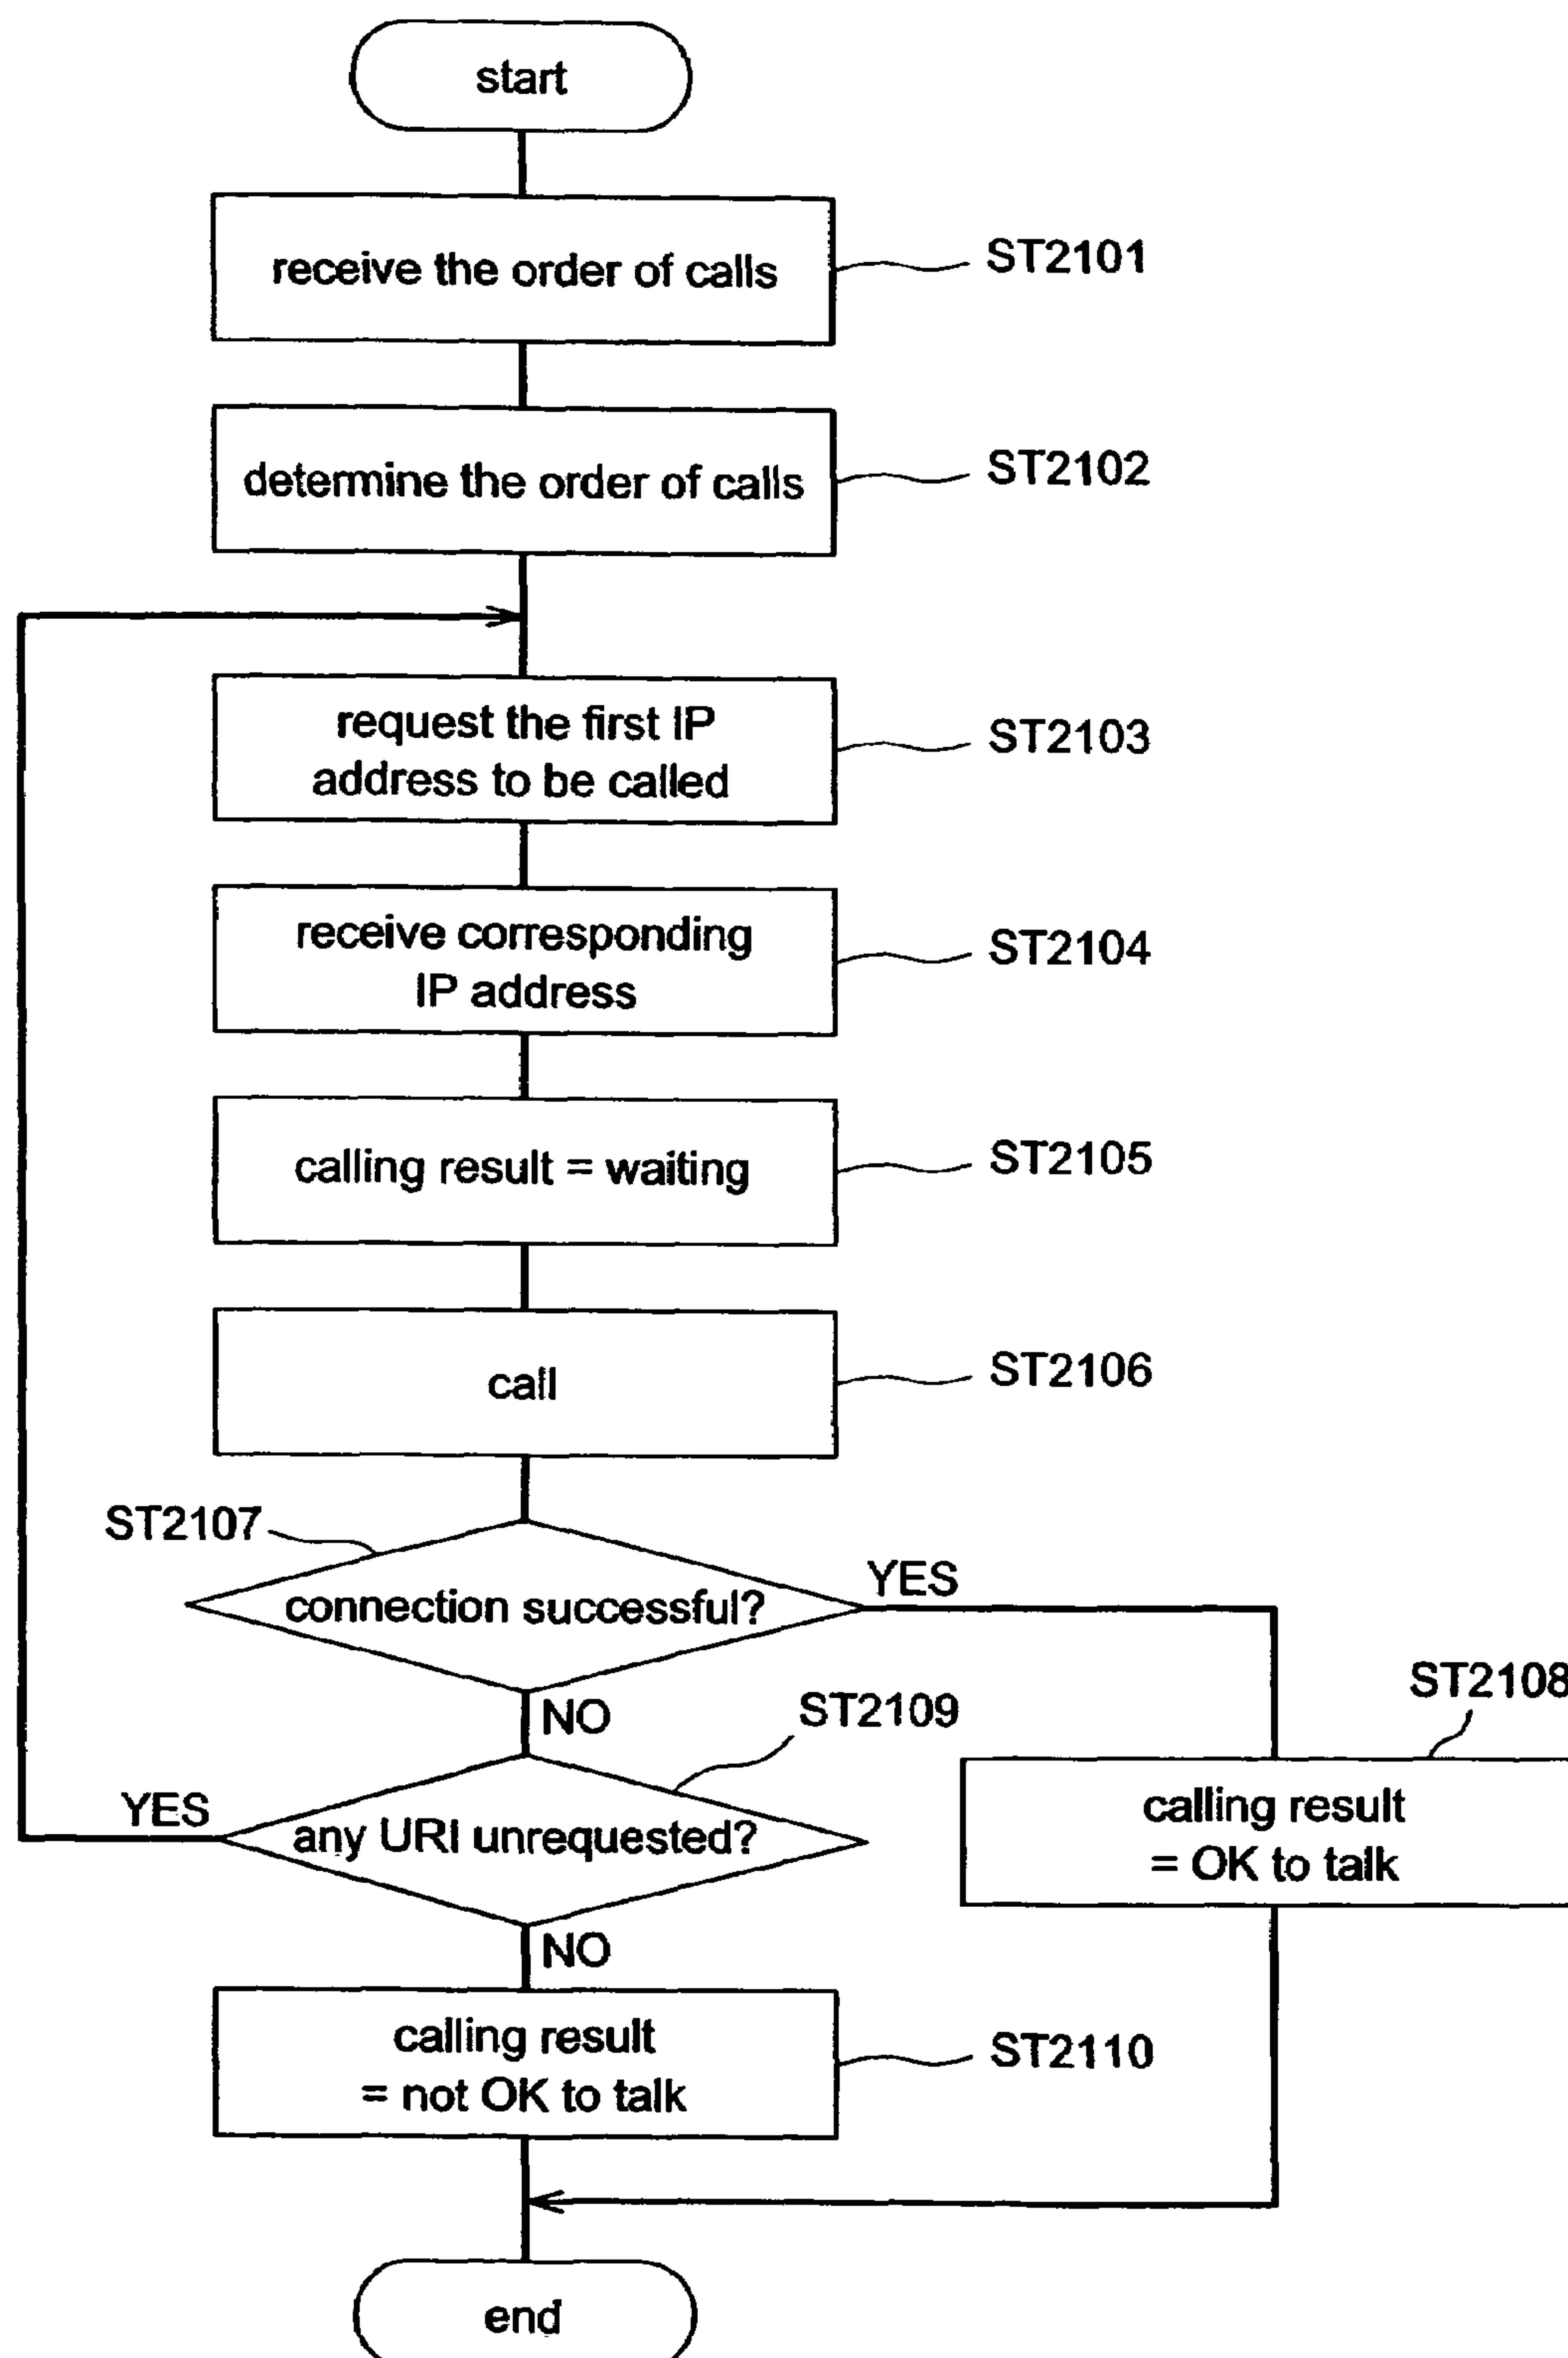 start
receive the order of calls
ST2101
determine the order of calls
ST2102
request the first IP
address to be called
ST2103
receive corresponding
IP address
ST2104
calling result = waiting
ST2105
call
ST2106
ST2107
connection successful?
YES
NO
ST2108
calling result
= OK to talk
ST2109
any URI unrequested?
YES
NO
calling result
= not OK to talk
ST2110
end